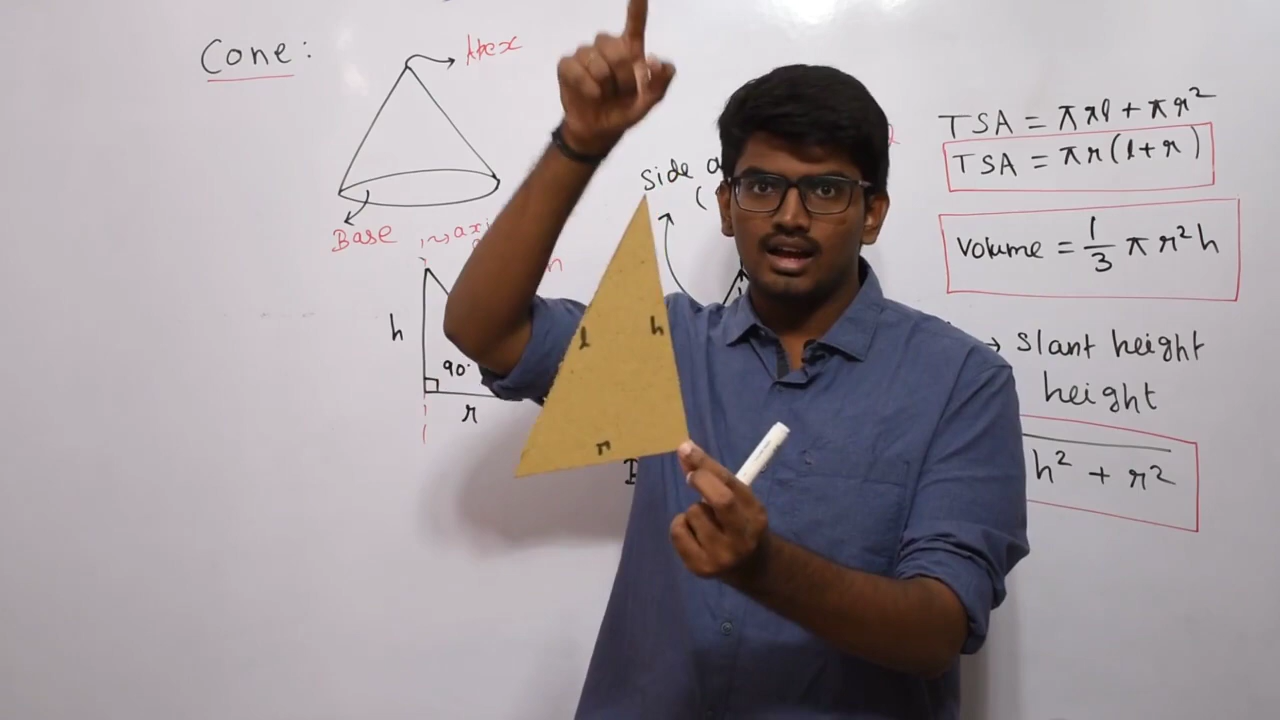 Cone:
Apex
Base
axi
h
90°
r
side
l
h
r
TSA = πrl + πr²
TSA = πr(l+r)
Volume = 1/3 πr²h
→ slant height
height
h² + r²